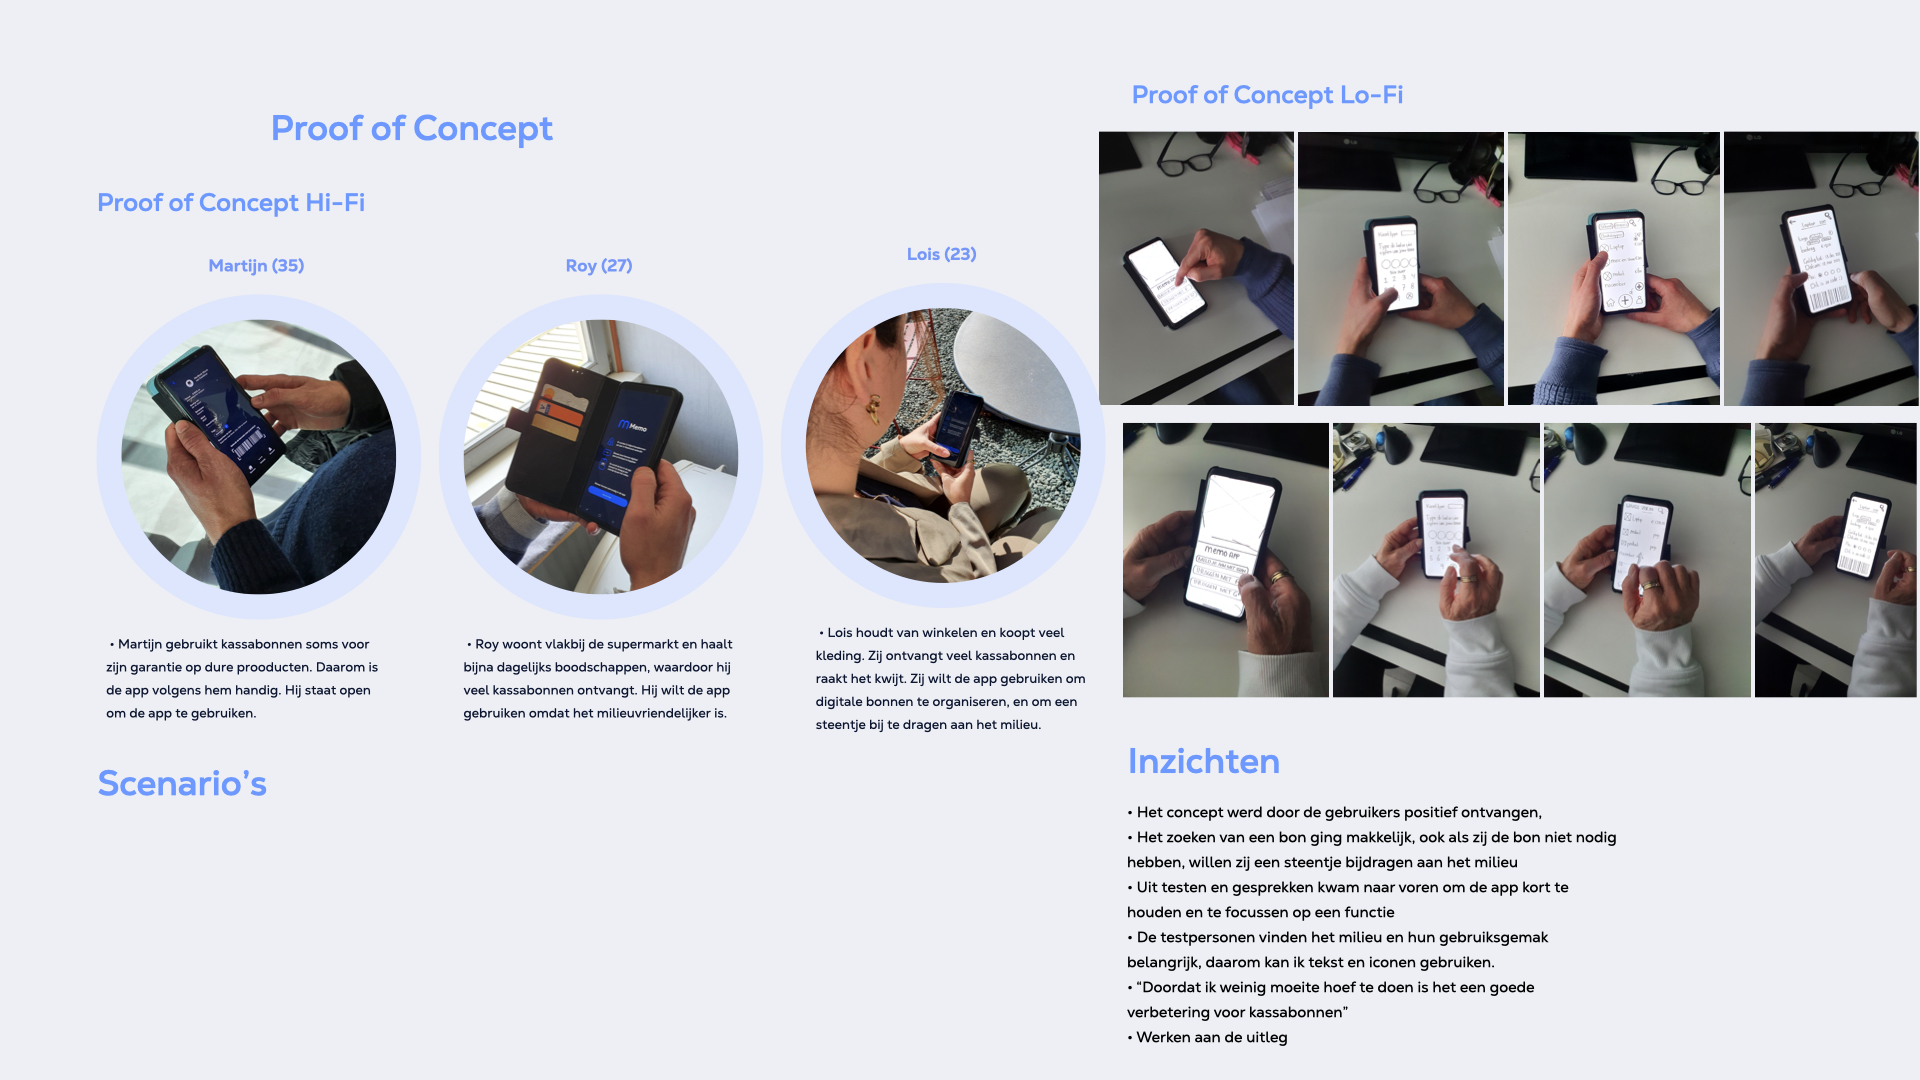 Proof of Concept
Proof of Concept Hi-Fi
Martijn (35)
• Martijn gebruikt kassabonnen soms voor
zijn garantie op dure prooducten. Daarom is
de app volgens hem handig. Hij staat open
om de app te gebruiken.
Roy (27)
Memo
• Roy woont vlakbij de supermarkt en haalt
bijna dagelijks boodschappen, waardoor hij
veel kassabonnen ontvangt. Hij wilt de app
gebruiken omdat het milieuvriendelijker is.
Lois (23)
• Lois houdt van winkelen en koopt veel
kleding. Zij ontvangt veel kassabonnen en
raakt het kwijt. Zij wilt de app gebruiken om
digitale bonnen te organiseren, en om een
steentje bij te dragen aan het milieu.
Scenario’s
Proof of Concept Lo-Fi
LG
Laptop
MEMO APP
Inzichten
• Het concept werd door de gebruikers positief ontvangen,
• Het zoeken van een bon ging makkelijk, ook als zij de bon niet nodig
hebben, willen zij een steentje bijdragen aan het milieu
• Uit testen en gesprekken kwam naar voren om de app kort te
houden en te focussen op een functie
• De testpersonen vinden het milieu en hun gebruiksgemak
belangrijk, daarom kan ik tekst en iconen gebruiken.
• “Doordat ik weinig moeite hoef te doen is het een goede
verbetering voor kassabonnen”
• Werken aan de uitleg